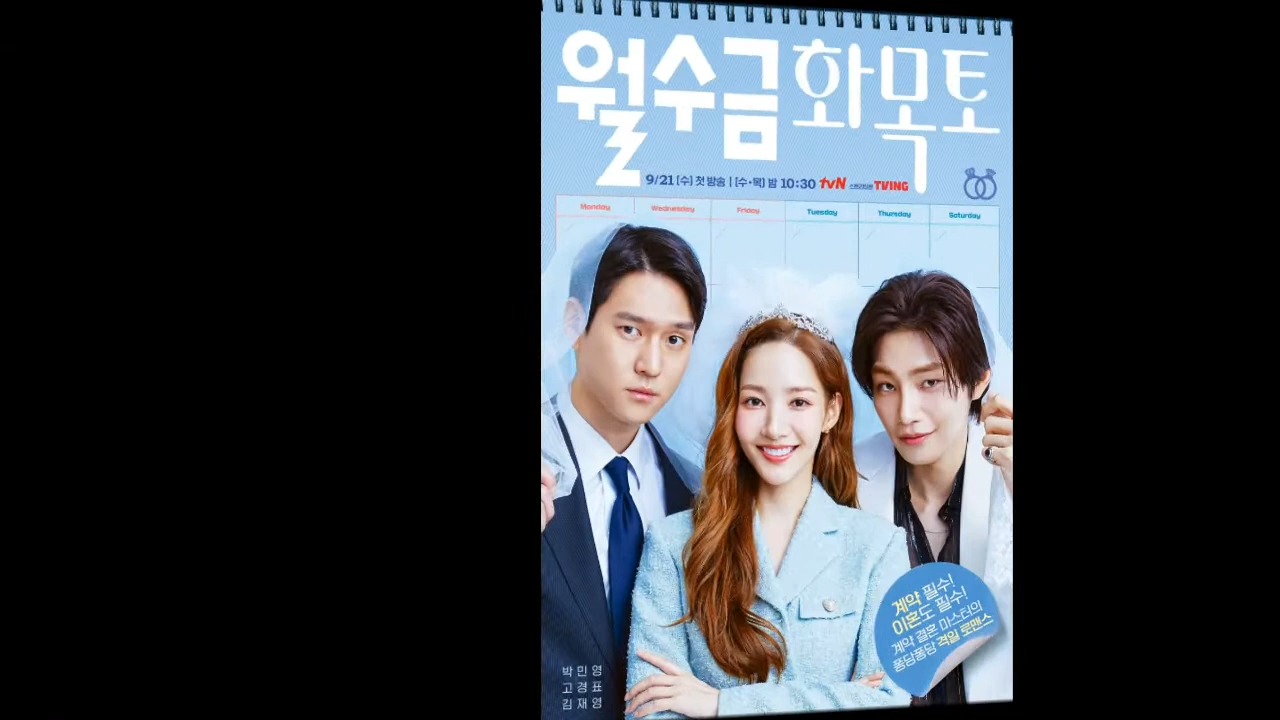 월수금화목토
9/21 [수] 첫 방송 | [수·목] 밤 10:30 tvN TVING
Monday Wednesday Friday Tuesday Thursday Saturday
계약 필수!
이혼도 필수!
계약 결혼 마스터의
퐁당퐁당 격일 로맨스
박민영
고경표
김재영